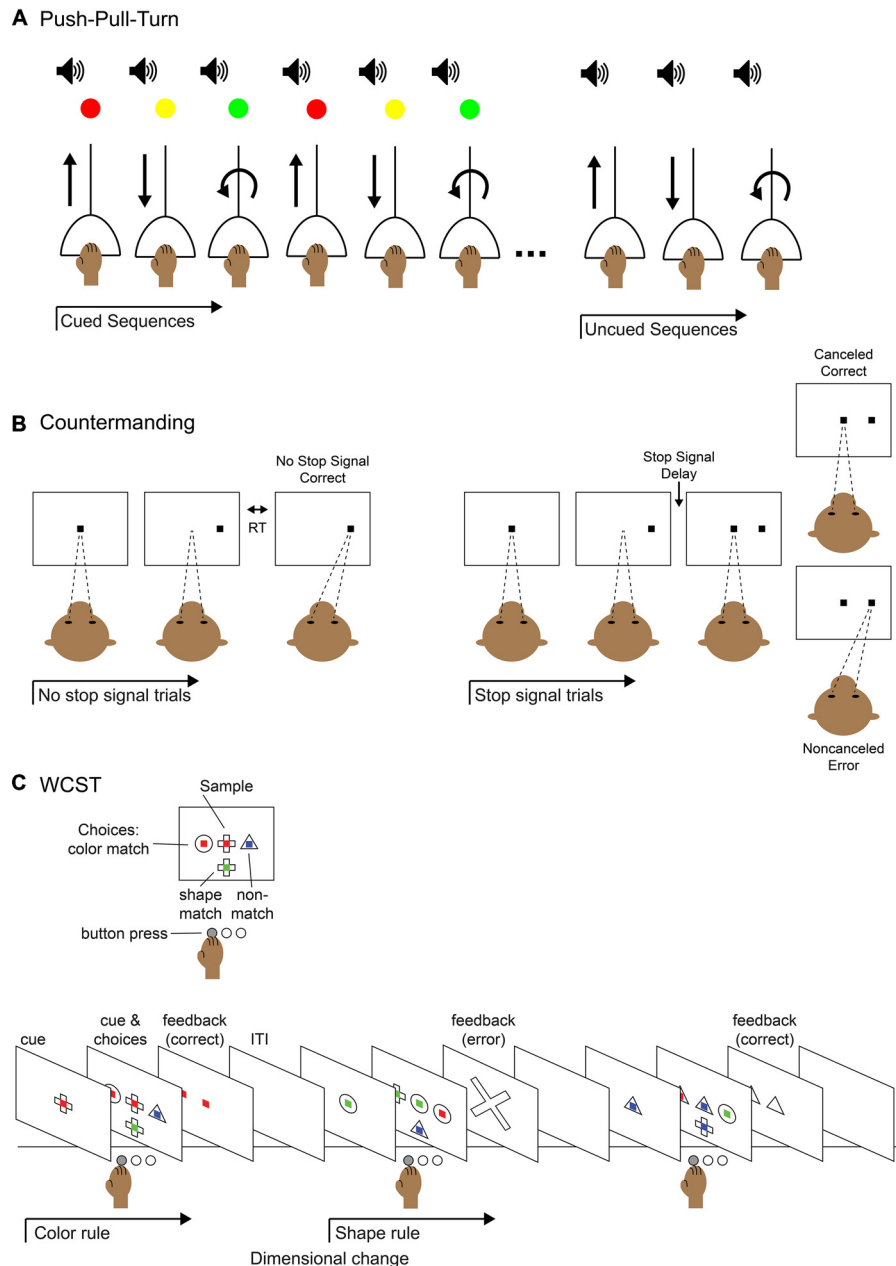 A Push-Pull-Turn
...
Cued Sequences
Uncued Sequences
B Countermanding
Canceled
Correct
No Stop Signal
Correct
RT
Stop Signal
Delay
No stop signal trials
Stop signal trials
Noncanceled
Error
C WCST
Sample
Choices:
color match
shape
match
non-
match
button press
cue
cue &
choices
feedback
(correct)
ITI
feedback
(error)
feedback
(correct)
Color rule
Shape rule
Dimensional change